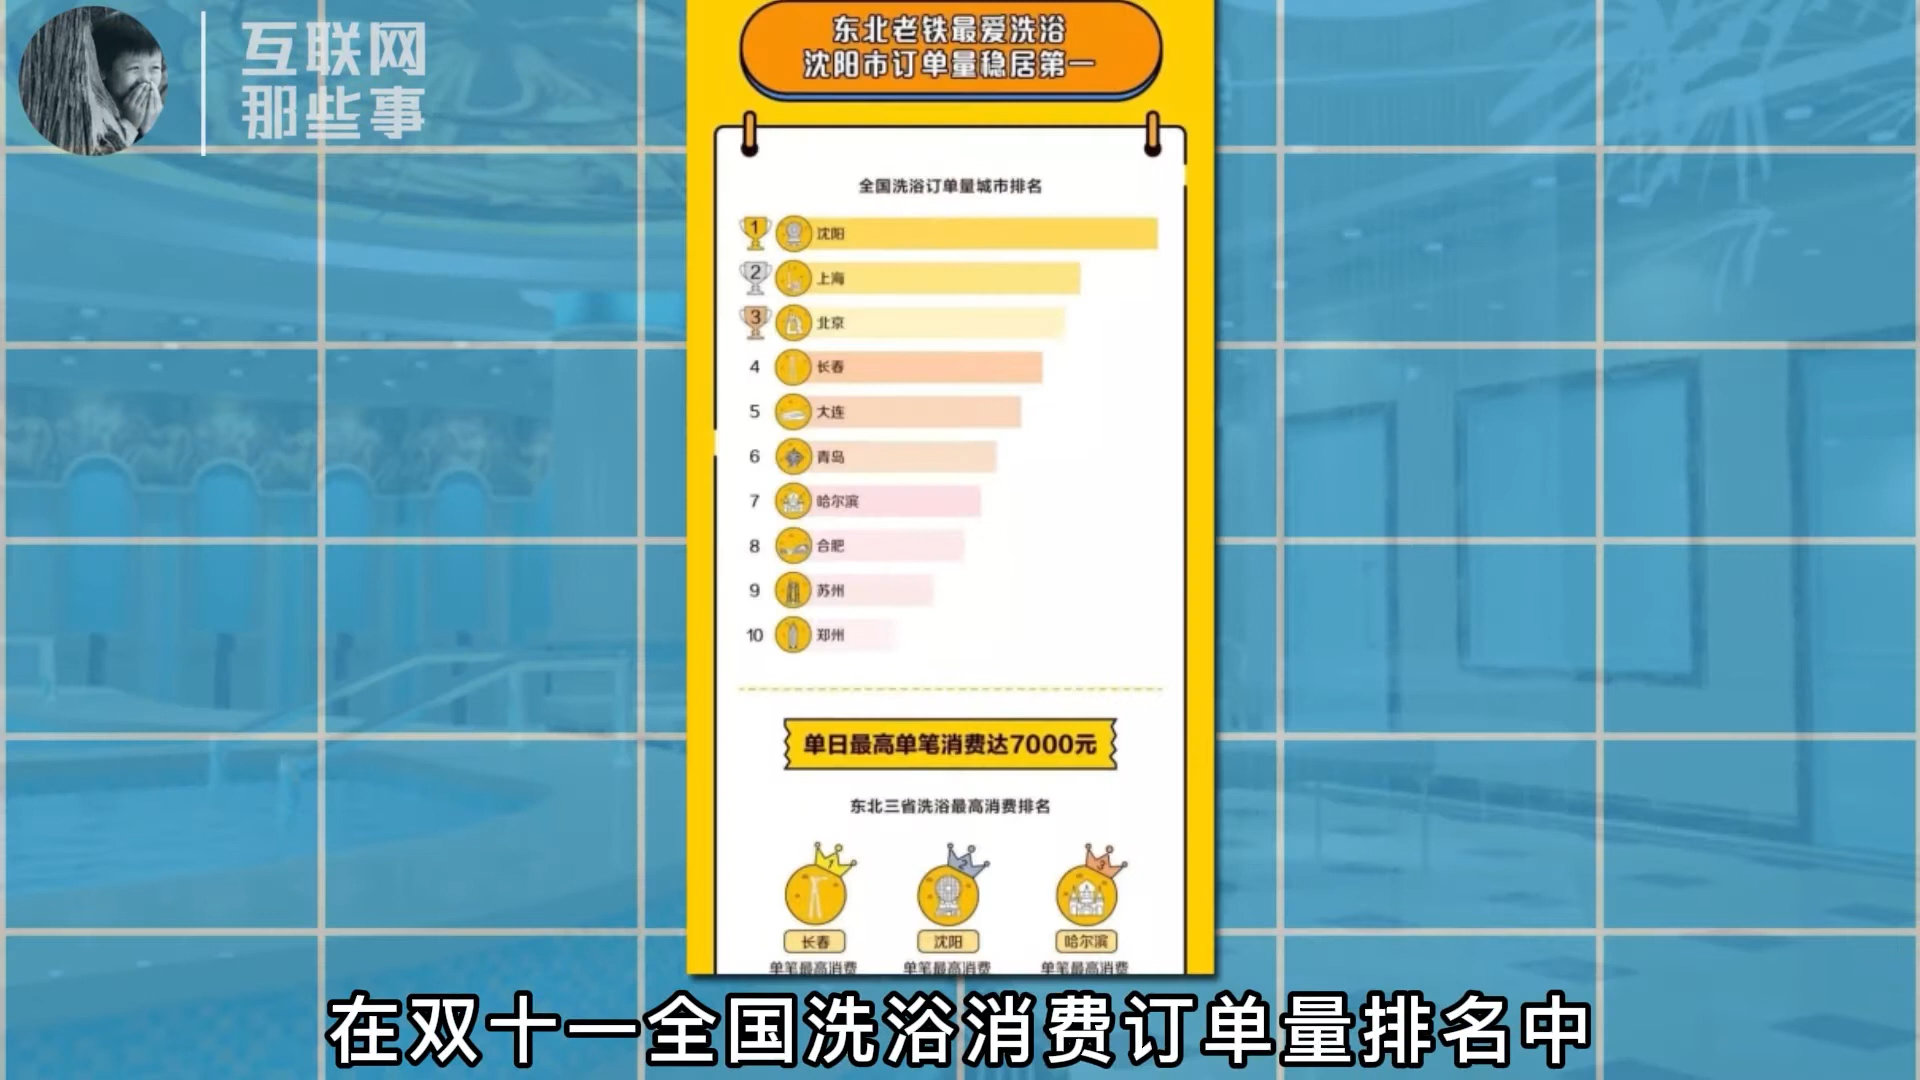 互联网
那些事
东北老铁最爱洗浴
沈阳市订单量稳居第一
全国洗浴订单量城市排名
1 沈阳
2 上海
3 北京
4 长春
5 大连
6 青岛
7 哈尔滨
8 合肥
9 苏州
10 郑州
单日最高单笔消费达7000元
东北三省洗浴最高消费排名
1 2 3
长春 沈阳 哈尔滨
单笔最高消费 单笔最高消费 单笔最高消费
在双十一全国洗浴消费订单量排名中